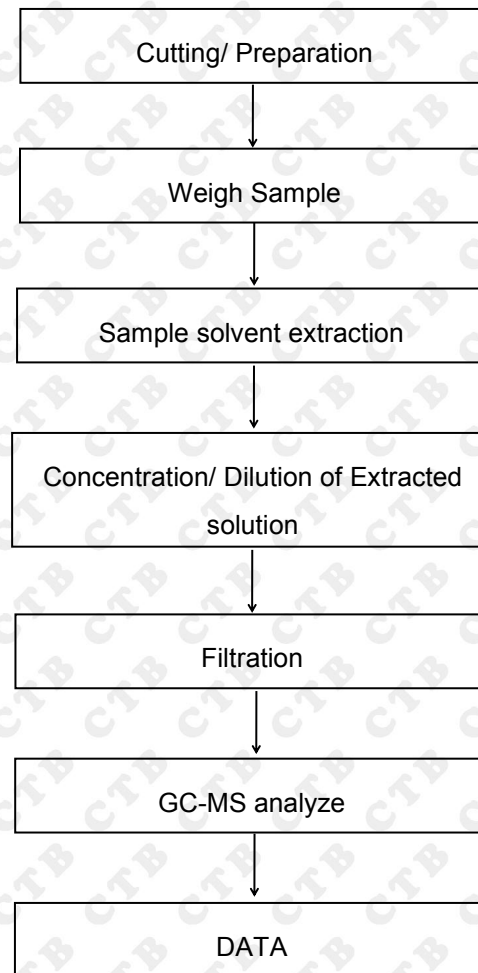 Cutting/ Preparation
Weigh Sample
Sample solvent extraction
Concentration/ Dilution of Extracted
solution
Filtration
GC-MS analyze
DATA